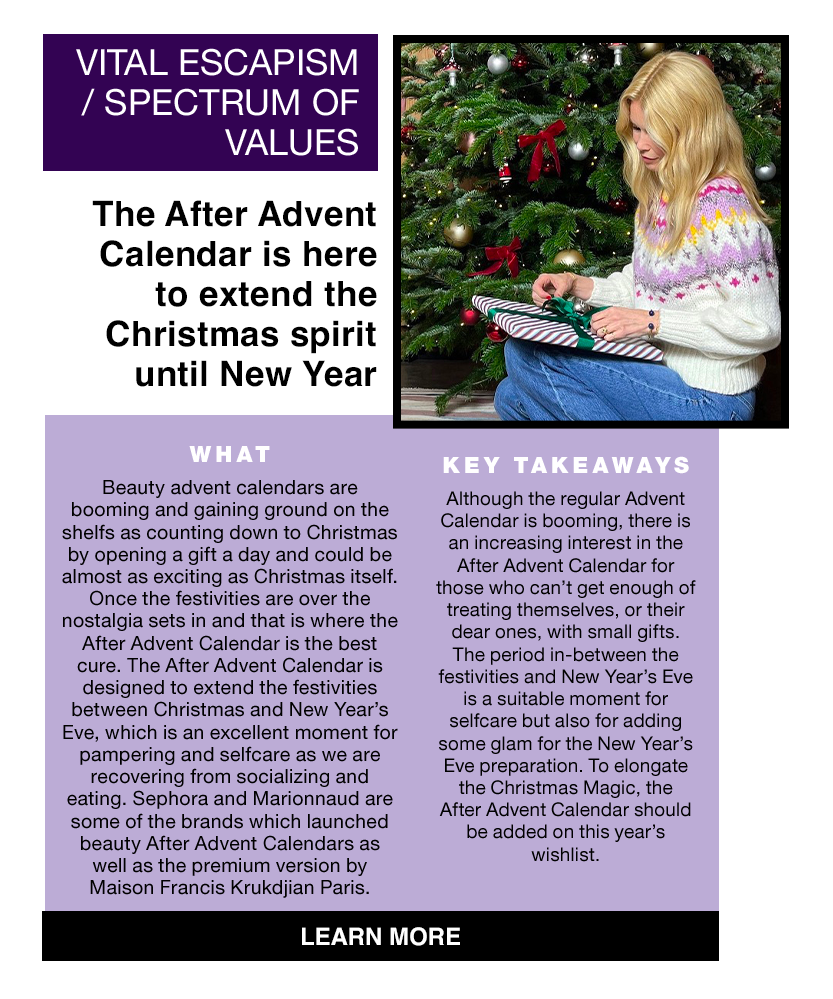 VITAL ESCAPISM
/ SPECTRUM OF
VALUES
The After Advent
Calendar is here
to extend the
Christmas spirit
until New Year
WHAT
Beauty advent calendars are
booming and gaining ground on the
shelfs as counting down to Christmas
by opening a gift a day and could be
almost as exciting as Christmas itself.
Once the festivities are over the
nostalgia sets in and that is where the
After Advent Calendar is the best
cure. The After Advent Calendar is
designed to extend the festivities
between Christmas and New Year’s
Eve, which is an excellent moment for
pampering and selfcare as we are
recovering from socializing and
eating. Sephora and Marionnaud are
some of the brands which launched
beauty After Advent Calendars as
well as the premium version by
Maison Francis Krukdjian Paris.
KEY TAKEAWAYS
Although the regular Advent
Calendar is booming, there is
an increasing interest in the
After Advent Calendar for
those who can’t get enough of
treating themselves, or their
dear ones, with small gifts.
The period in-between the
festivities and New Year’s Eve
is a suitable moment for
selfcare but also for adding
some glam for the New Year’s
Eve preparation. To elongate
the Christmas Magic, the
After Advent Calendar should
be added on this year’s
wishlist.
LEARN MORE